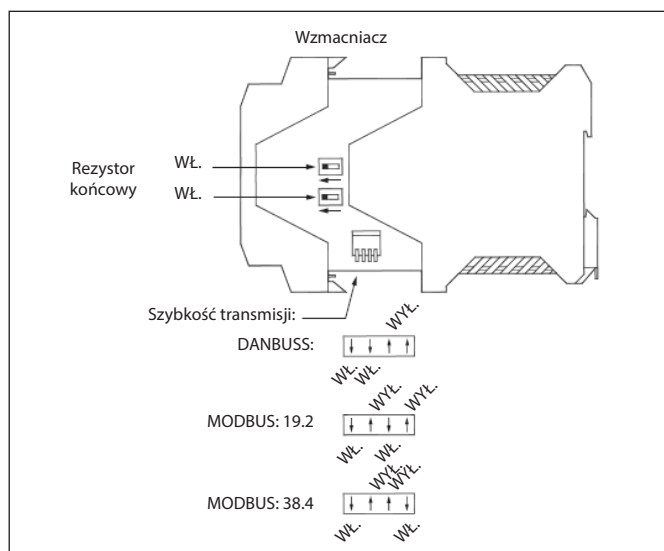 Wzmacniacz
Rezystor
końcowy
WŁ.
WŁ.
Szybkość transmisji:
WYŁ.
DANBUSS:
WŁ. WŁ.
WYŁ. WYŁ.
MODBUS: 19.2
WŁ. WŁ.
WYŁ. WYŁ.
MODBUS: 38.4
WŁ. WŁ.